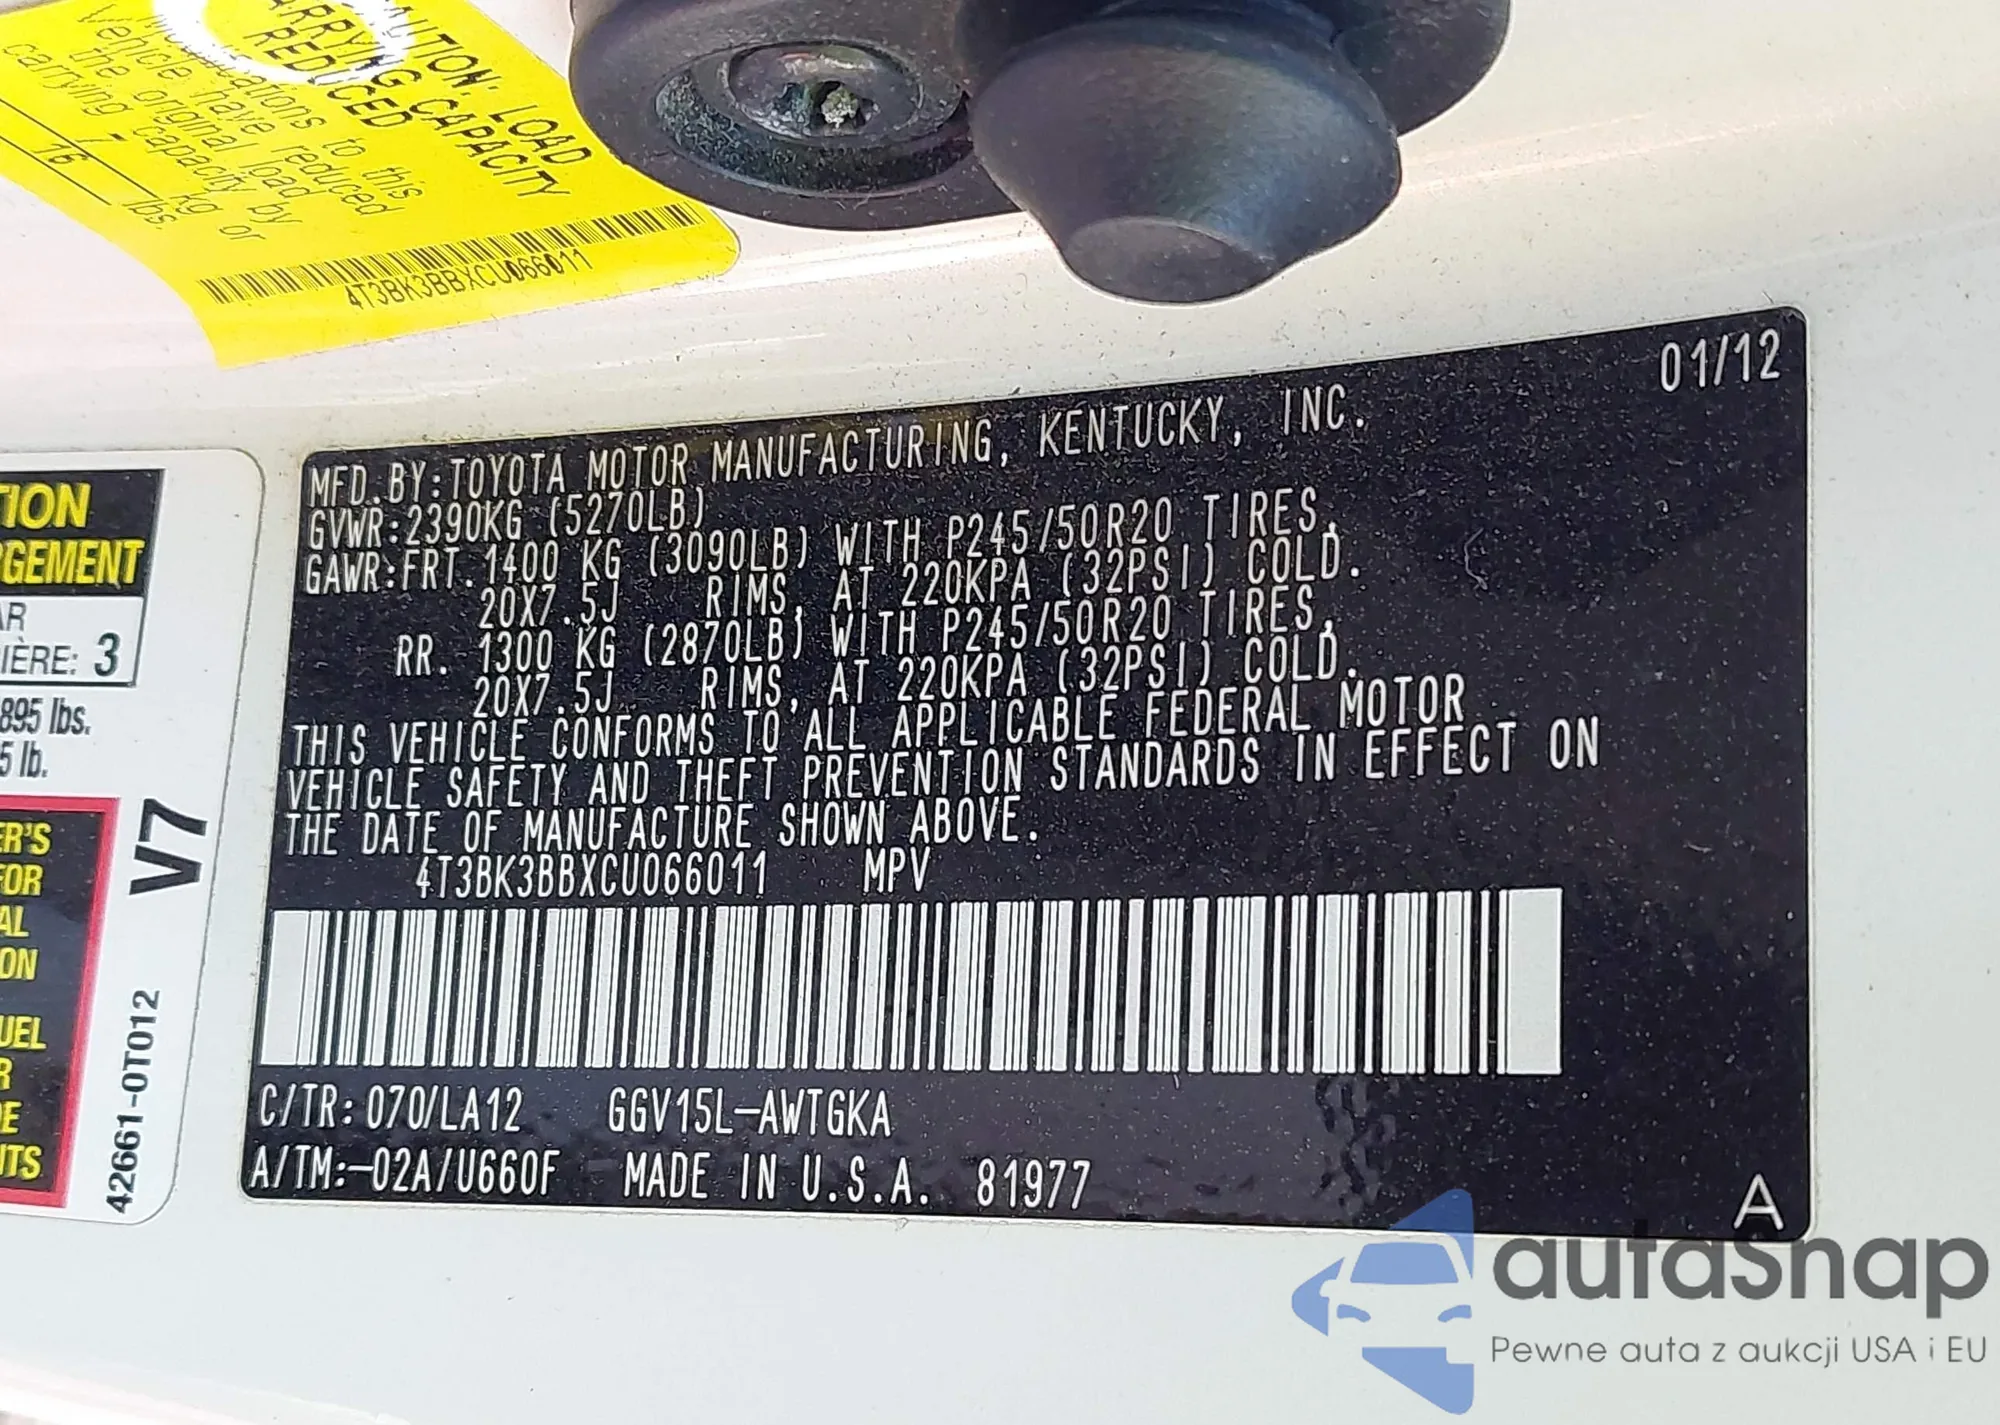 CAUTION: LOAD
CARRYING CAPACITY
REDUCED
to this
Vehicle have reduced
the original load
carrying capacity by
7 kg or
16 lbs.
4T3BK3BBXCU066011
TION
GEMENT
AR
IÈRE: 3
895 lbs.
5 lb.
ER'S
FOR
AL
ON
UEL
R
DE
NTS
V7
42661-0T012
01/12
MFD. BY: TOYOTA MOTOR MANUFACTURING, KENTUCKY, INC.
GVWR: 2390KG (5270LB)
GAWR: FRT. 1400 KG (3090LB) WITH P245/50R20 TIRES,
20X7.5J RIMS, AT 220KPA (32PSI) COLD.
RR. 1300 KG (2870LB) WITH P245/50R20 TIRES,
20X7.5J RIMS, AT 220KPA (32PSI) COLD.
THIS VEHICLE CONFORMS TO ALL APPLICABLE FEDERAL MOTOR
VEHICLE SAFETY AND THEFT PREVENTION STANDARDS IN EFFECT ON
THE DATE OF MANUFACTURE SHOWN ABOVE.
4T3BK3BBXCU066011 MPV
C/TR: 070/LA12 GGV15L-AWTGKA
A/TM:-02A/U660F MADE IN U.S.A. 81977
A
autasnap
Pewne auta z aukcji USA i EU